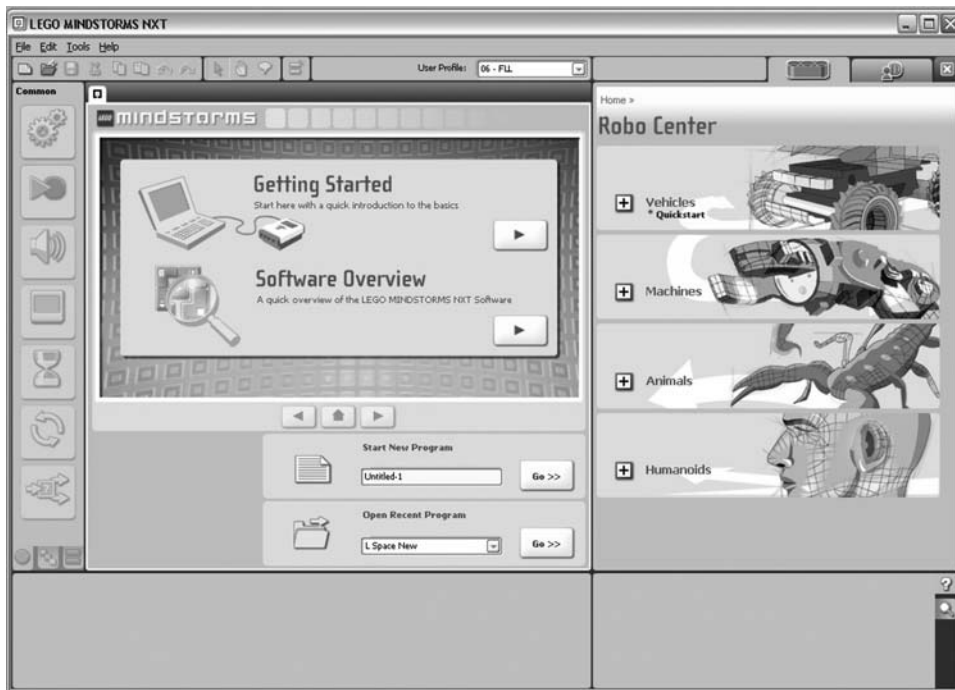 LEGO MINDSTORMS NXT
File Edit Tools Help
User Profile: 06 - FLL
Common
LEGO mindstorms
Getting Started
Start here with a quick introduction to the basics
Software Overview
A quick overview of the LEGO MINDSTORMS NXT Software
Start New Program
Untitled-1
Go >>
Open Recent Program
L Space New
Go >>
Home »
Robo Center
Vehicles
* Quickstart
Machines
Animals
Humanoids
?